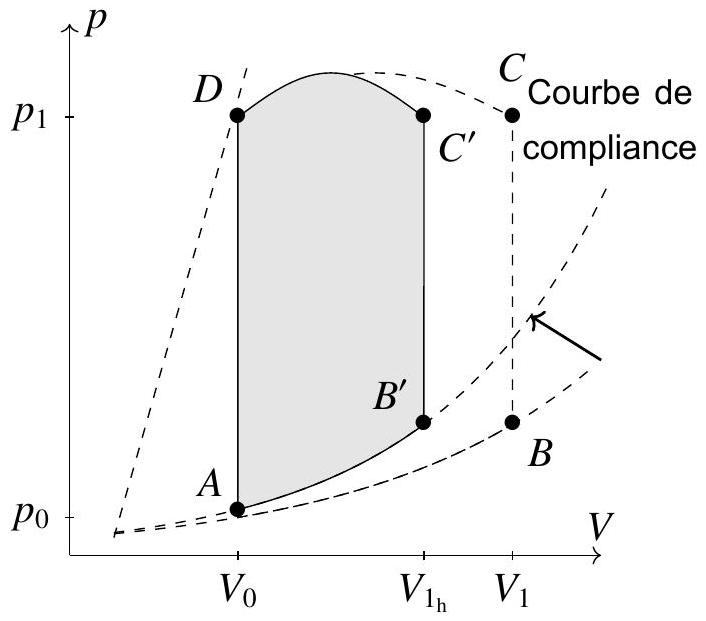 p
C
D
Courbe de
p₁
C′
compliance
B′
B
A
p₀
V
V₀
V₁ₕ
V₁